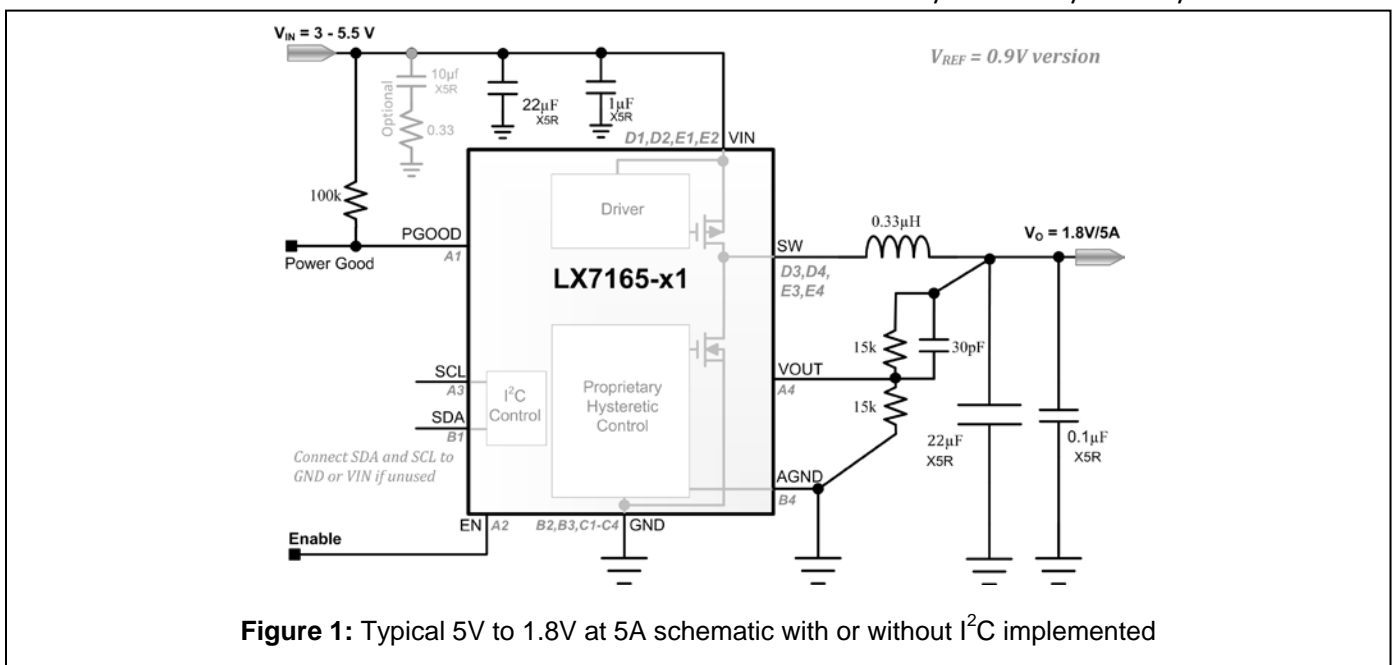 V_IN = 3 - 5.5 V
V_REF = 0.9V version
Optional
10µf
X5R
0.33
22µF
X5R
1µF
X5R
D1,D2,E1,E2
VIN
100k
Driver
PGOOD
A1
Power Good
LX7165-x1
SW
D3,D4,
E3,E4
0.33µH
V_O = 1.8V/5A
15k
30pF
VOUT
A4
15k
SCL
A3
SDA
B1
I²C
Control
Proprietary
Hysteretic
Control
22µF
X5R
0.1µF
X5R
Connect SDA and SCL to
GND or VIN if unused
AGND
B4
EN
A2
B2,B3,C1-C4
GND
Enable
Figure 1: Typical 5V to 1.8V at 5A schematic with or without I²C implemented